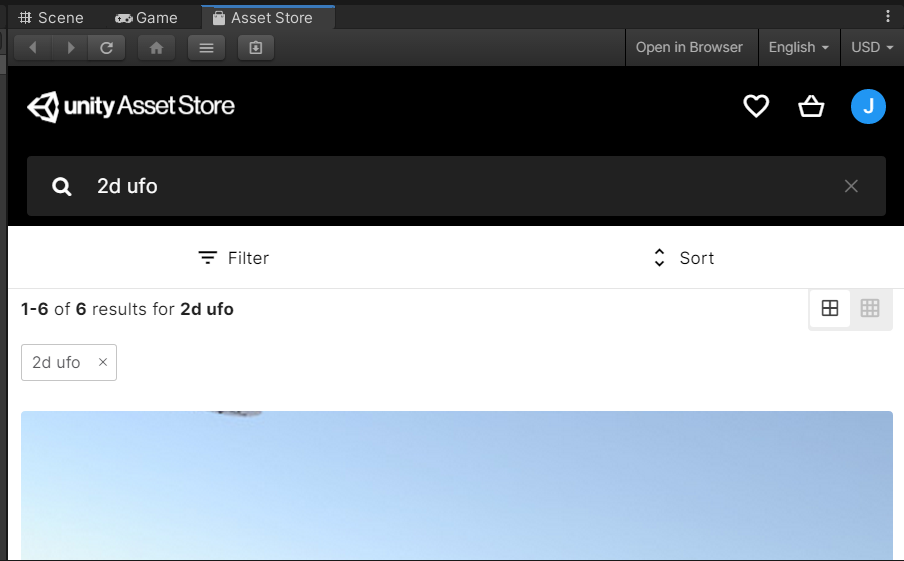 Scene Game Asset Store
Open in Browser English USD
unity Asset Store J
2d ufo
Filter Sort
1-6 of 6 results for 2d ufo
2d ufo ×